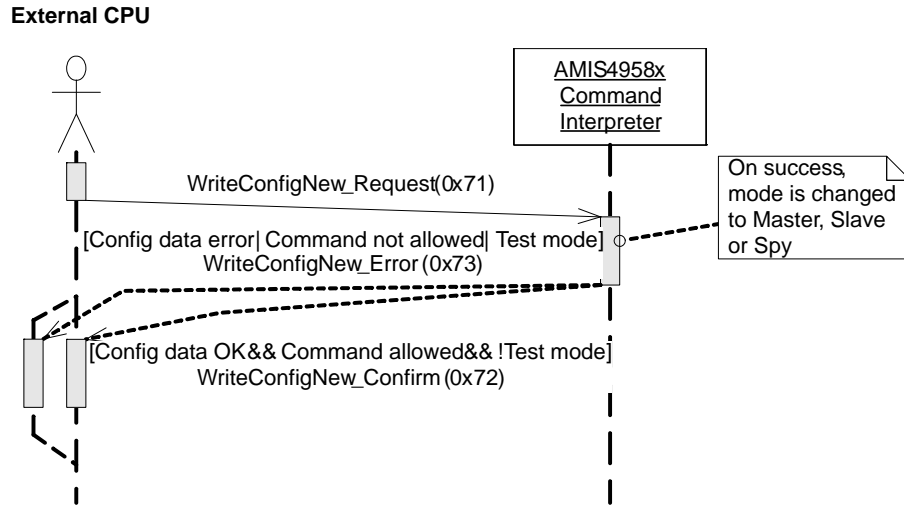 External CPU
AMIS4958x
Command
Interpreter
On success,
mode is changed
to Master, Slave
or Spy
WriteConfigNew_Request(0x71)
[Config data error| Command not allowed| Test mode]
WriteConfigNew_Error (0x73)
[Config data OK&& Command allowed&& !Test mode]
WriteConfigNew_Confirm (0x72)